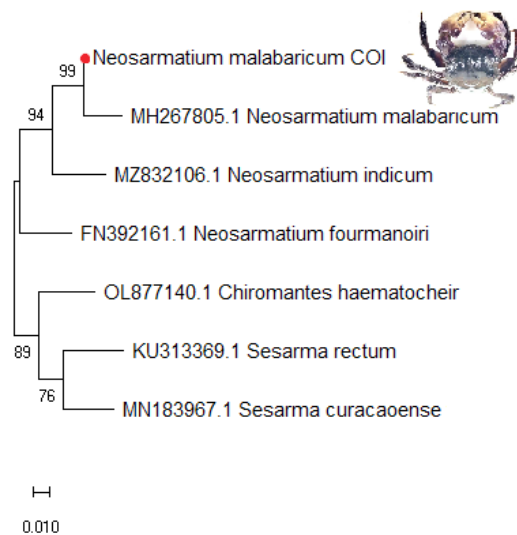 Neosarmatium malabaricum COI
99
MH267805.1 Neosarmatium malabaricum
94
MZ832106.1 Neosarmatium indicum
FN392161.1 Neosarmatium fourmanoiri
OL877140.1 Chiromantes haematocheir
89
KU313369.1 Sesarma rectum
76
MN183967.1 Sesarma curacaoense
0.010